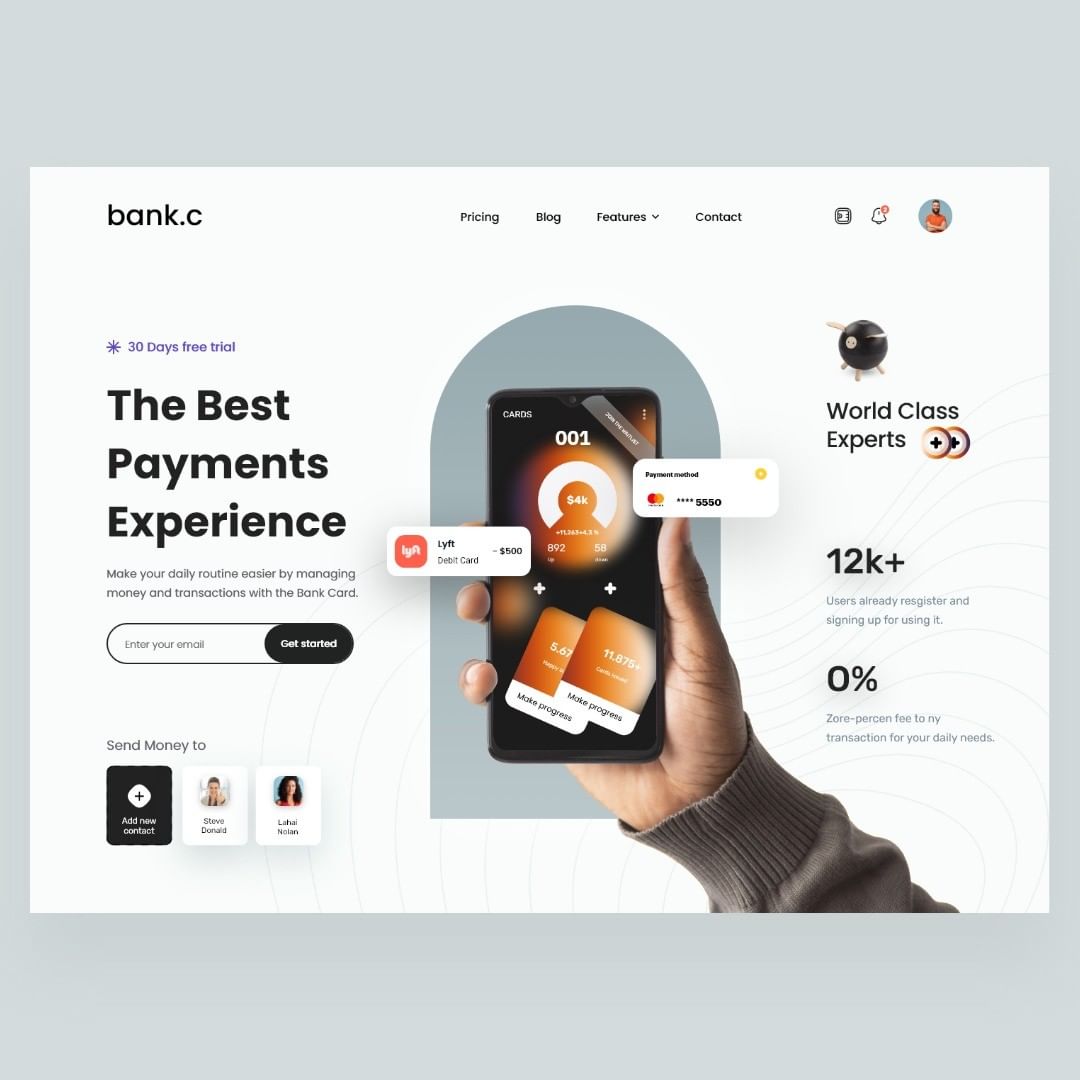 bank.c
Pricing
Blog
Features
Contact
2
30 Days free trial
The Best
Payments
Experience
Make your daily routine easier by managing
money and transactions with the Bank Card.
Enter your email
Get started
Send Money to
Add new
contact
Steve
Donald
Lahai
Nolan
CARDS
JOIN THE WAITLIST
001
$4k
+11,263+4.3 %
892
Up
58
down
Payment method
**** 5550
lyft
Lyft
Debit Card
- $500
5.67
Make progress
11.875+
Make progress
World Class
Experts
12k+
Users already resgister and
signing up for using it.
0%
Zore-percen fee to ny
transaction for your daily needs.